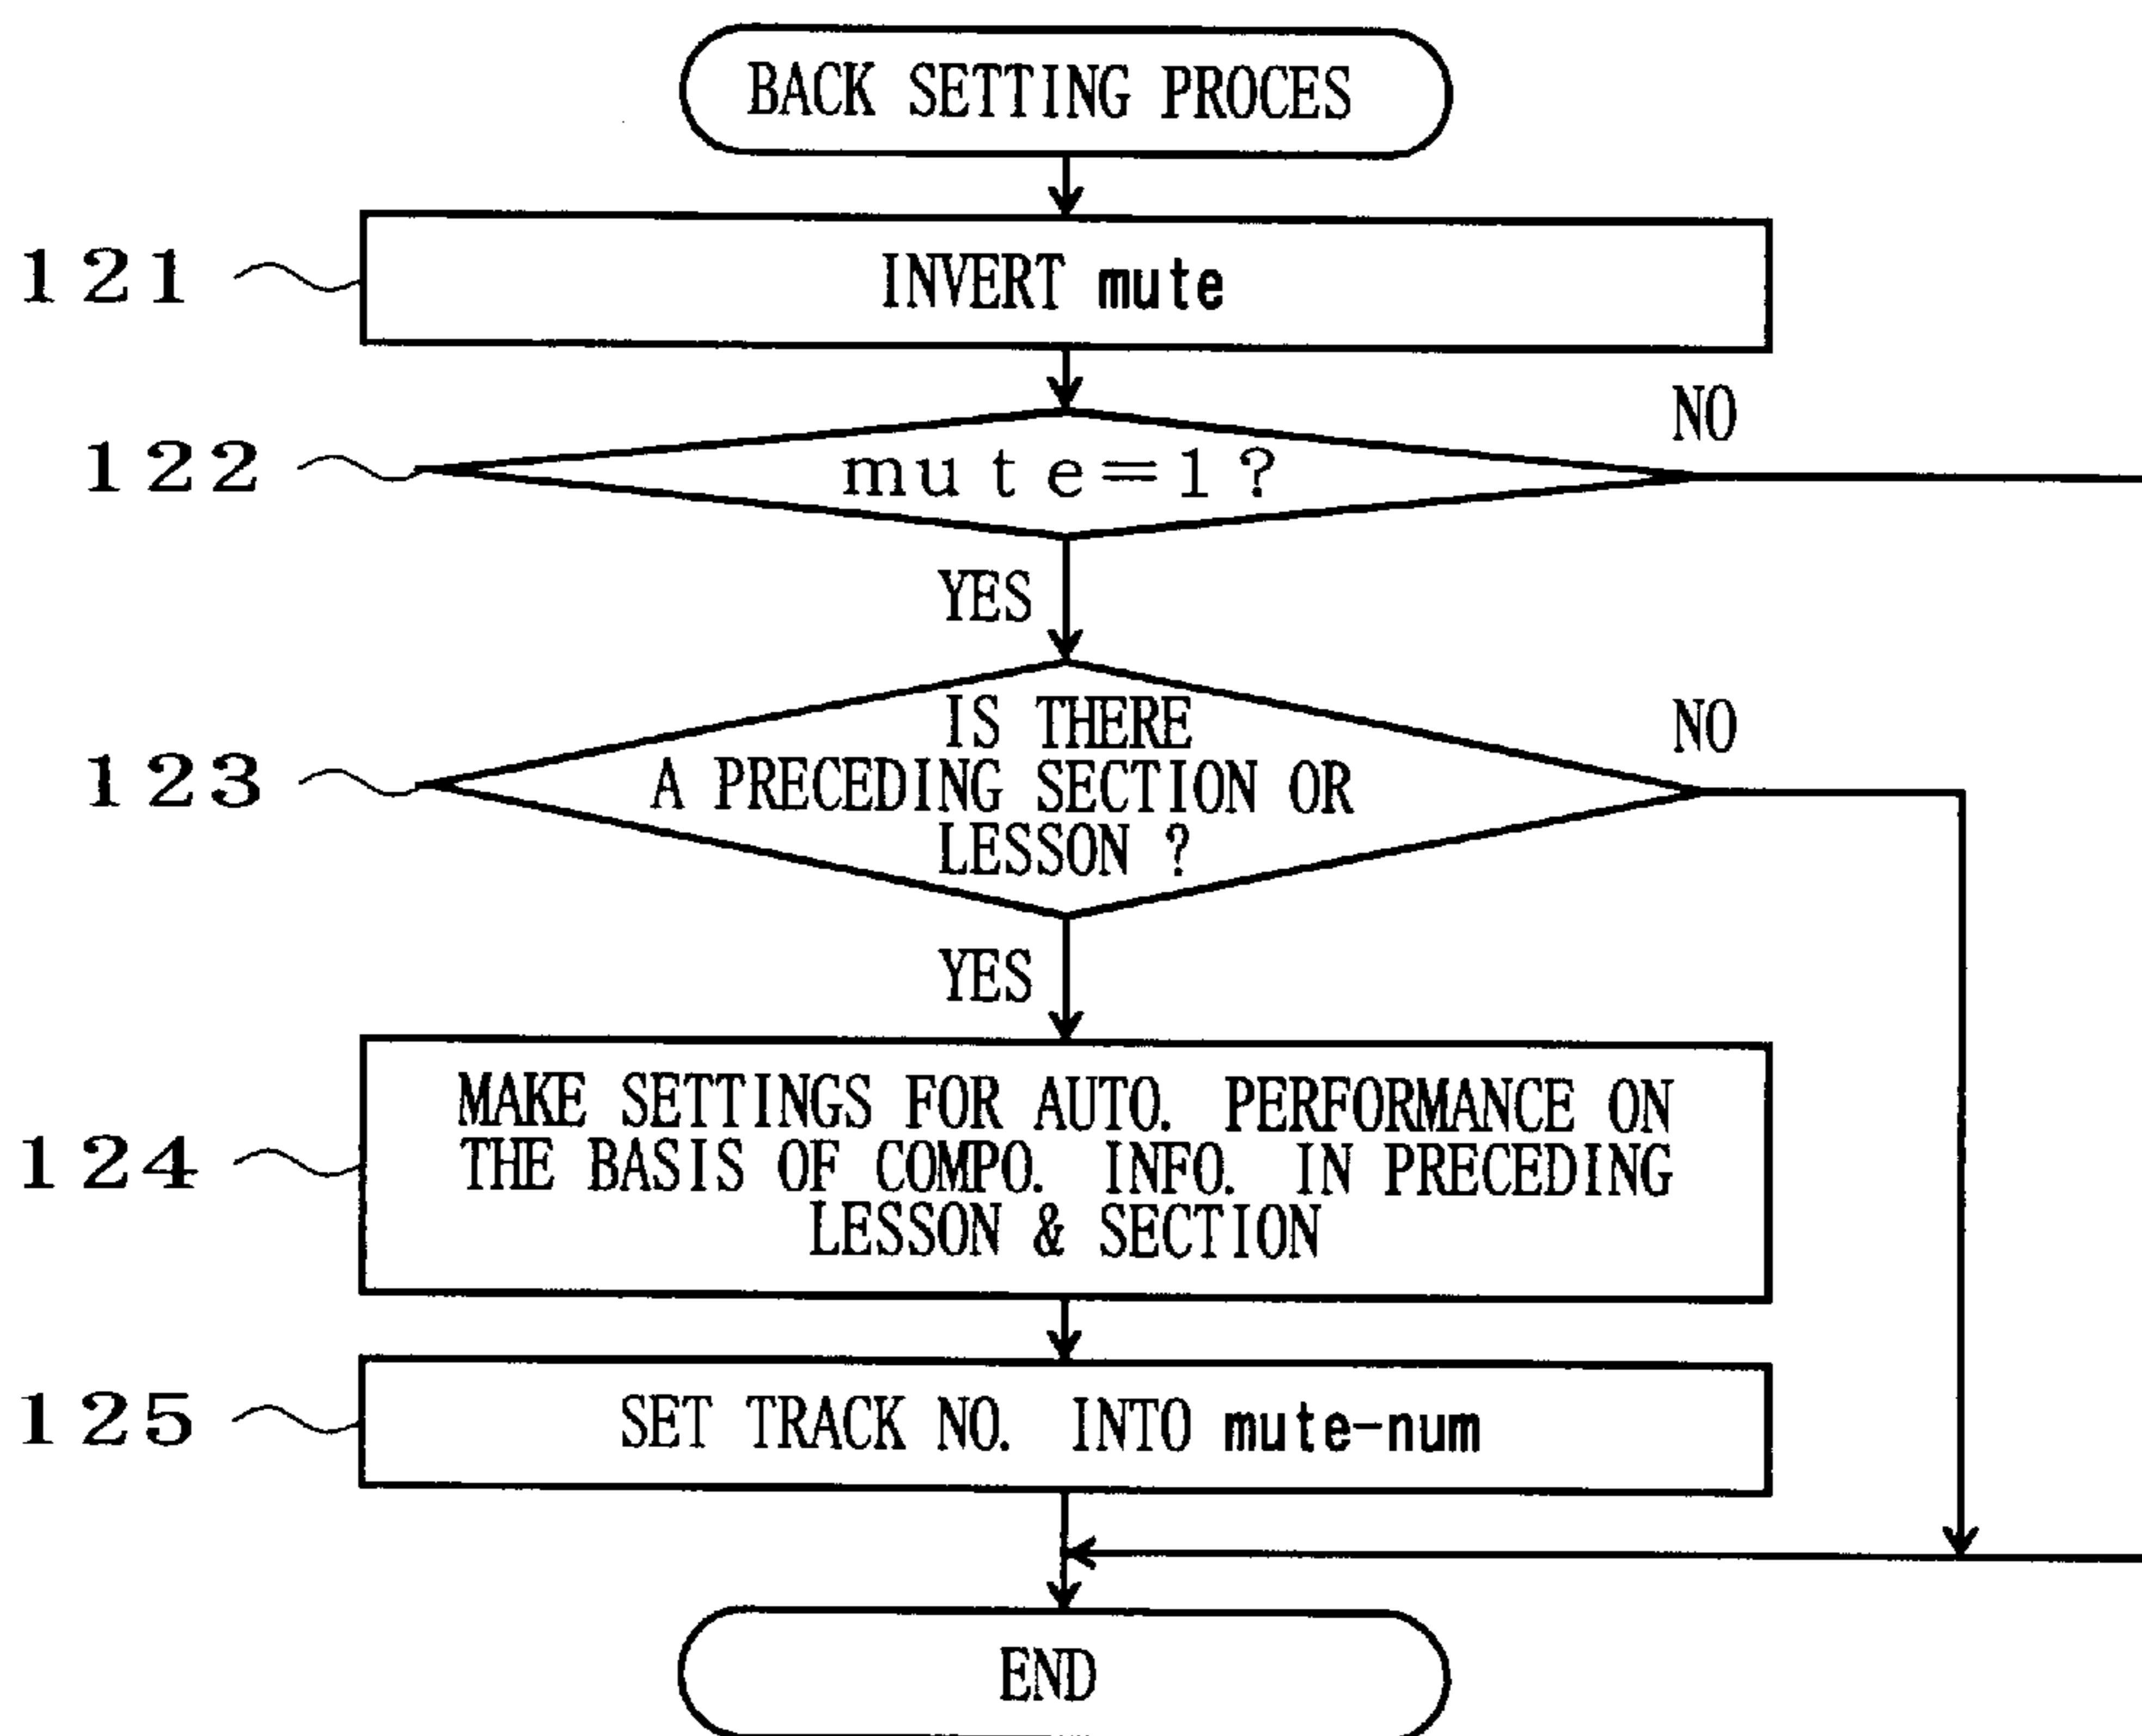 BACK SETTING PROCES
121
INVERT mute
NO
122
mute=1?
YES
IS THERE
NO
123
A PRECEDING SECTION OR
LESSON ?
YES
MAKE SETTINGS FOR AUTO. PERFORMANCE ON
124
THE BASIS OF COMPO. INFO. IN PRECEDING
LESSON & SECTION
125
SET TRACK NO. INTO mute-num
END